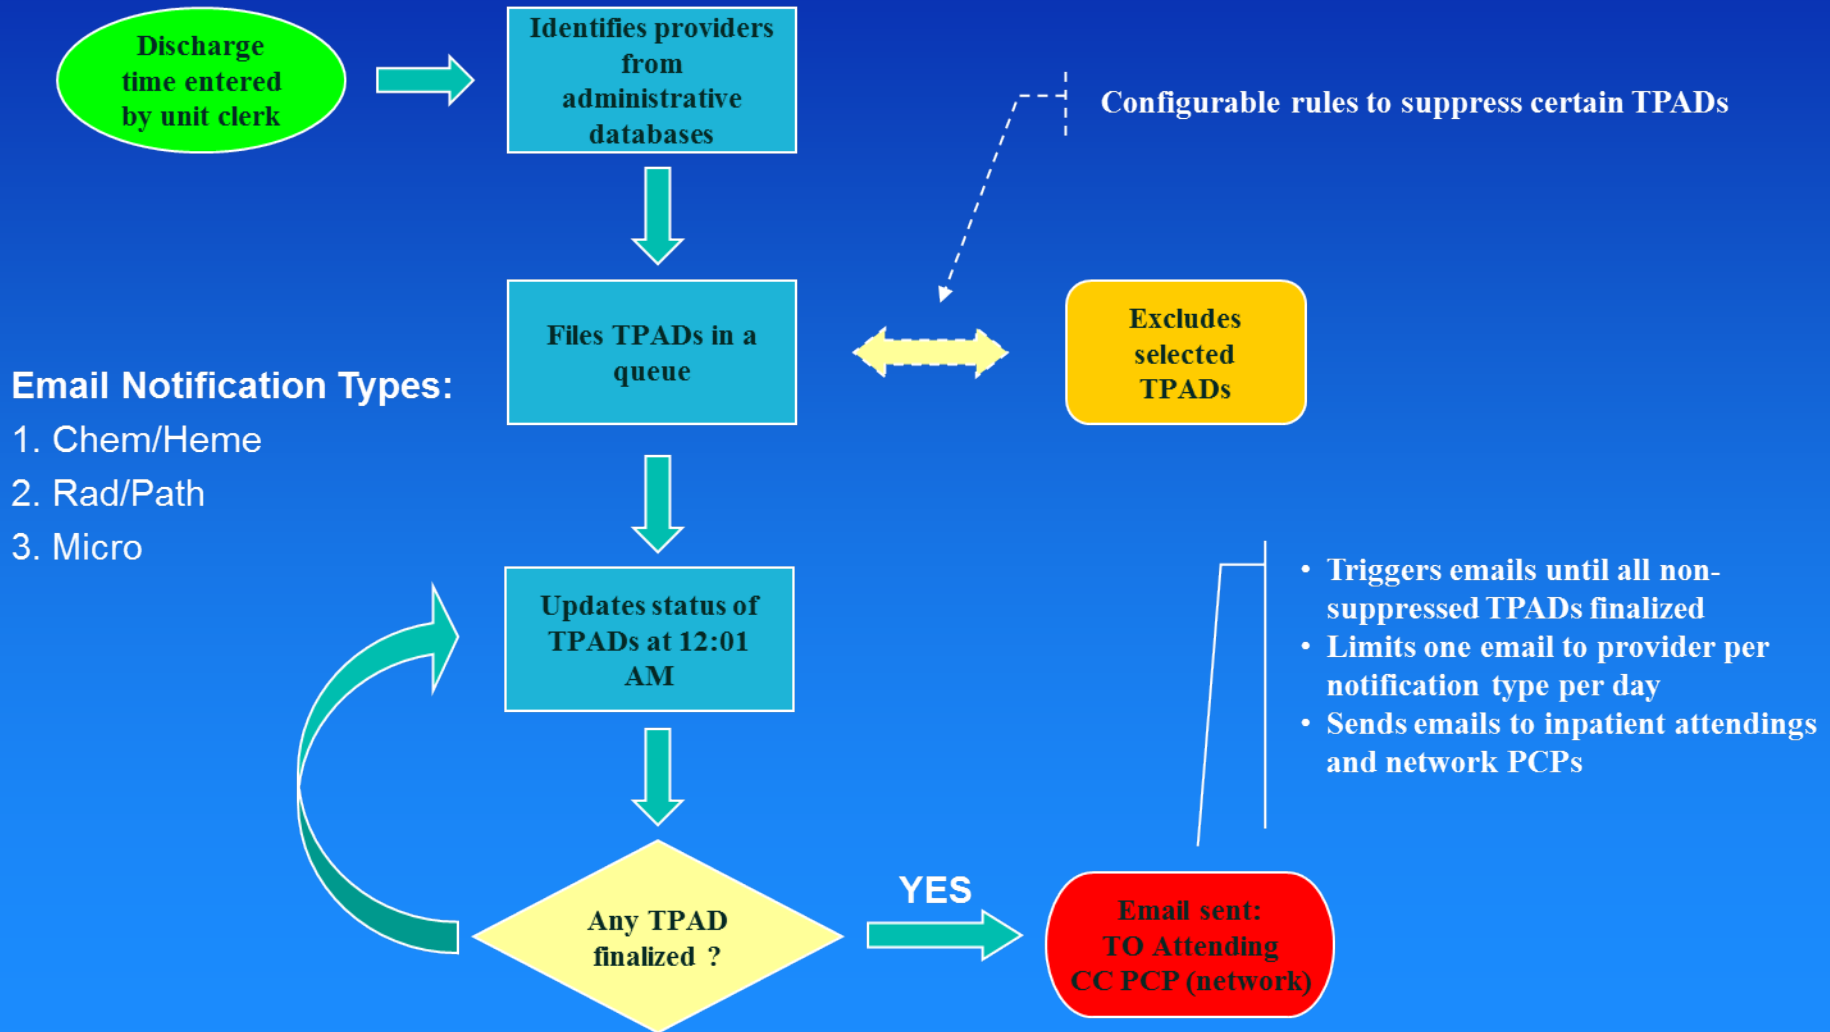 Discharge
time entered
by unit clerk
Identifies providers
from
administrative
databases
Configurable rules to suppress certain TPADs
Files TPADs in a
queue
Excludes
selected
TPADs
Email Notification Types:
1. Chem/Heme
2. Rad/Path
3. Micro
Updates status of
TPADs at 12:01
AM
• Triggers emails until all non-
suppressed TPADs finalized
• Limits one email to provider per
notification type per day
• Sends emails to inpatient attendings
and network PCPs
Any TPAD
finalized ?
YES
Email sent:
TO Attending
CC PCP (network)